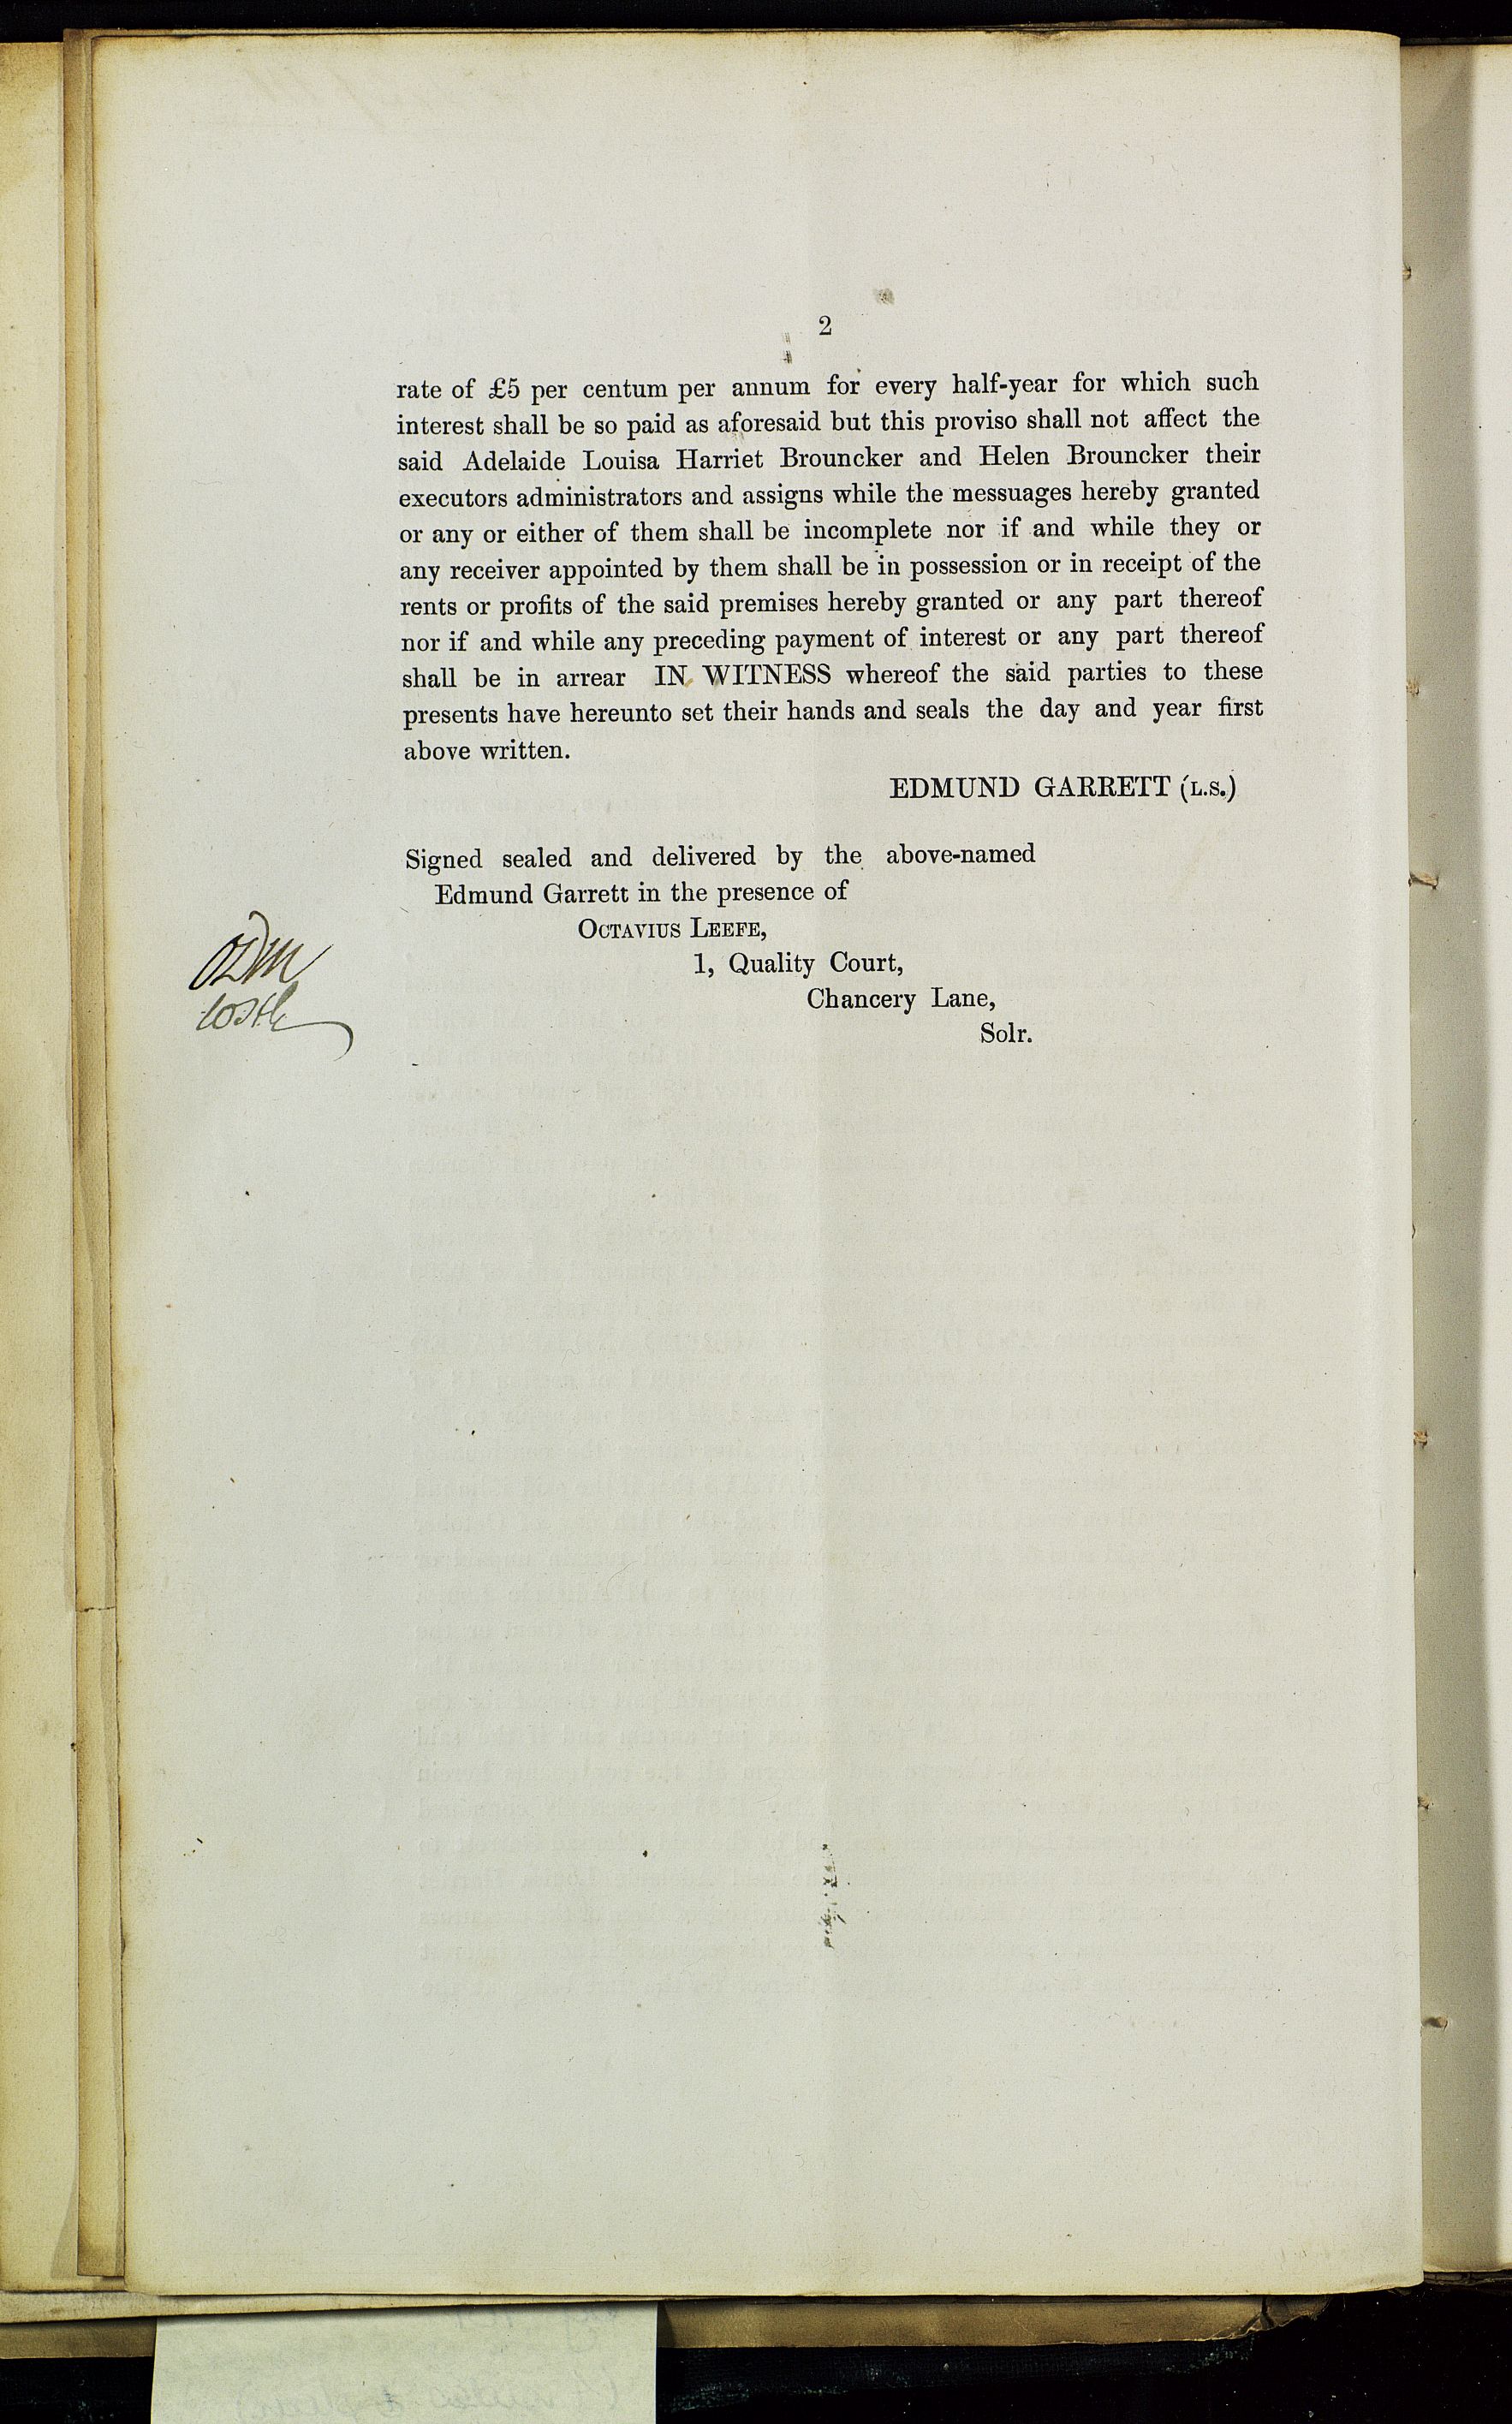 2
rate of £5 per centum per annum for every half-year for which such
interest shall be so paid as aforesaid but this proviso shall not affect the
said Adelaide Louisa Harriet Brouncker and Helen Brouncker their
executors administrators and assigns while the messuages hereby granted
or any or either of them shall be incomplete nor if and while they or
any receiver appointed by them shall be in possession or in receipt of the
rents or profits of the said premises hereby granted or any part thereof
nor if and while any preceding payment of interest or any part thereof
shall be in arrear IN WITNESS whereof the said parties to these
presents have hereunto set their hands and seals the day and year first
above written.
EDMUND GARRETT (L.S.)
Signed sealed and delivered by the above-named
Edmund Garrett in the presence of
OCTAVIUS LEEFE,
1, Quality Court,
Chancery Lane,
Solr.